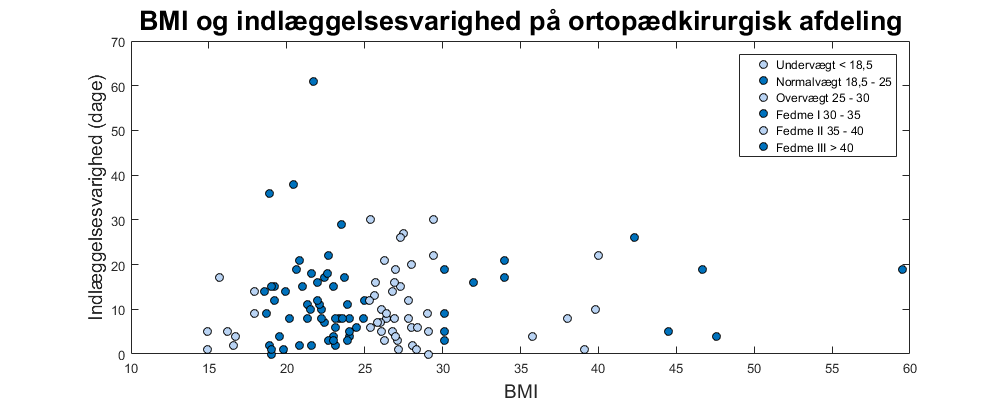 BMI og indlæggelsesvarighed på ortopædkirurgisk afdeling
70
60
50
40
30
20
10
0
Indlæggelsesvarighed (dage)
Undervægt < 18,5
Normalvægt 18,5 - 25
Overvægt 25 - 30
Fedme I 30 - 35
Fedme II 35 - 40
Fedme III > 40
10 15 20 25 30 35 40 45 50 55 60
BMI